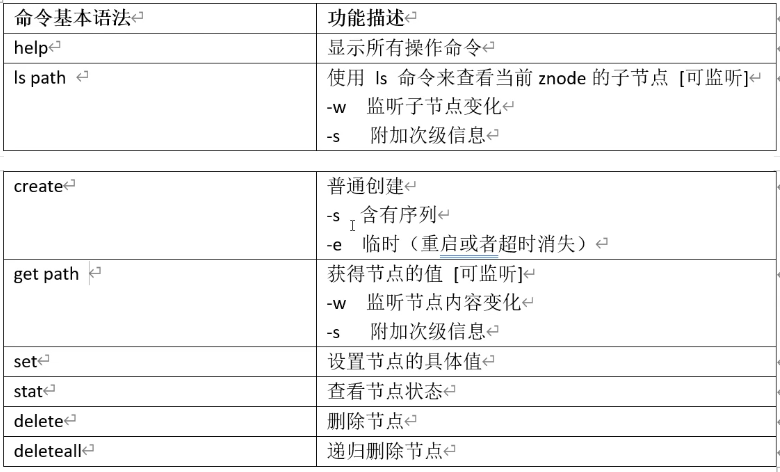 命令基本语法 功能描述
help 显示所有操作命令
ls path 使用 ls 命令来查看当前 znode 的子节点 [可监听]
-w 监听子节点变化
-s 附加次级信息
create 普通创建
-s 含有序列
-e 临时（重启或者超时消失）
get path 获得节点的值 [可监听]
-w 监听节点内容变化
-s 附加次级信息
set 设置节点的具体值
stat 查看节点状态
delete 删除节点
deleteall 递归删除节点